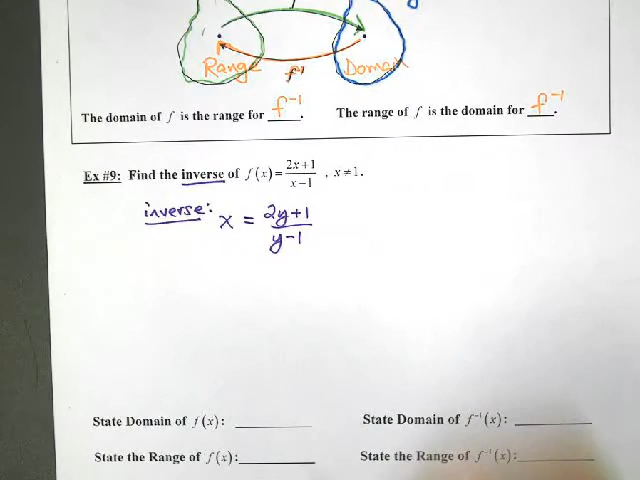 Range f⁻¹ Domain
The domain of f is the range for f⁻¹. The range of f is the domain for f⁻¹.
Ex #9: Find the inverse of f(x)=(2x+1)/(x−1) , x≠1.
inverse: x = (2y+1)/(y−1)
State Domain of f(x): ________ State Domain of f⁻¹(x): ________
State the Range of f(x): ________ State the Range of f⁻¹(x): ________